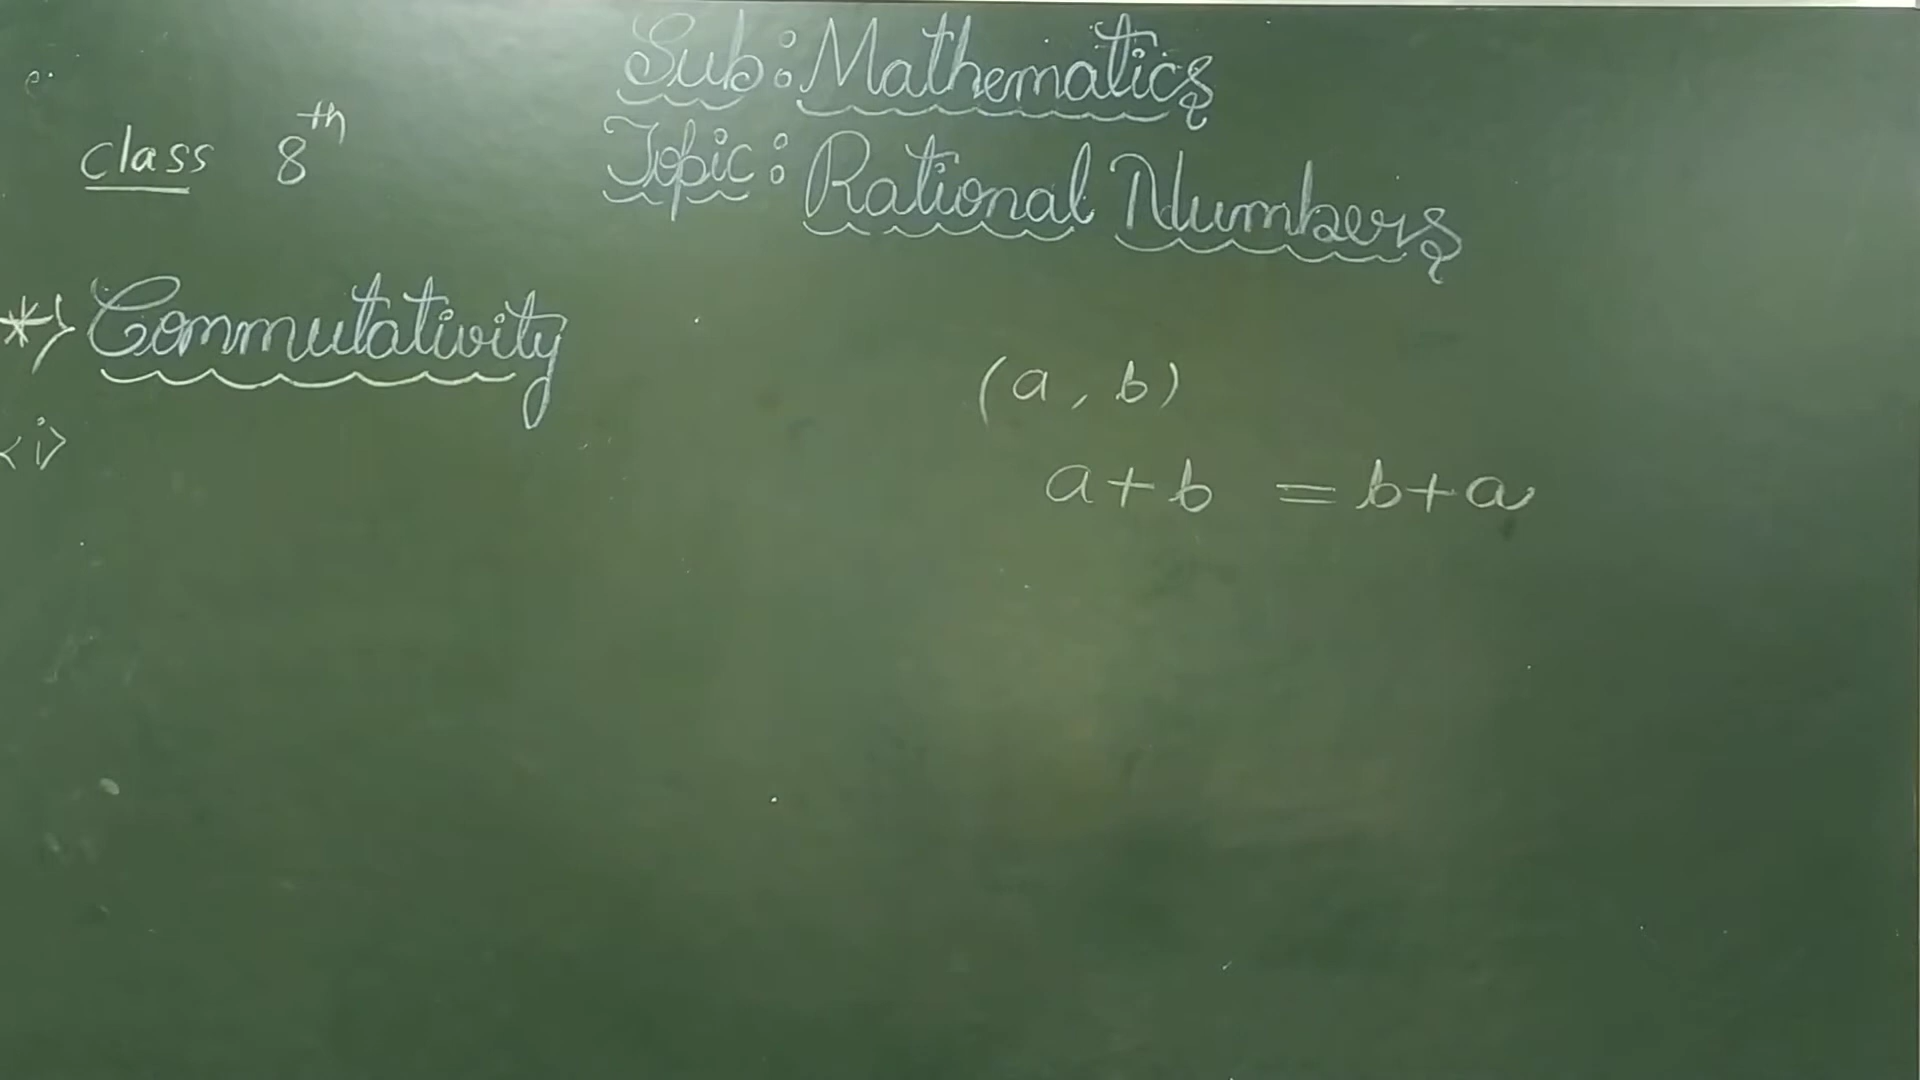 Sub: Mathematics
class 8th
Topic: Rational Numbers
*) Commutativity
(a, b)
<i>
a+b = b+a